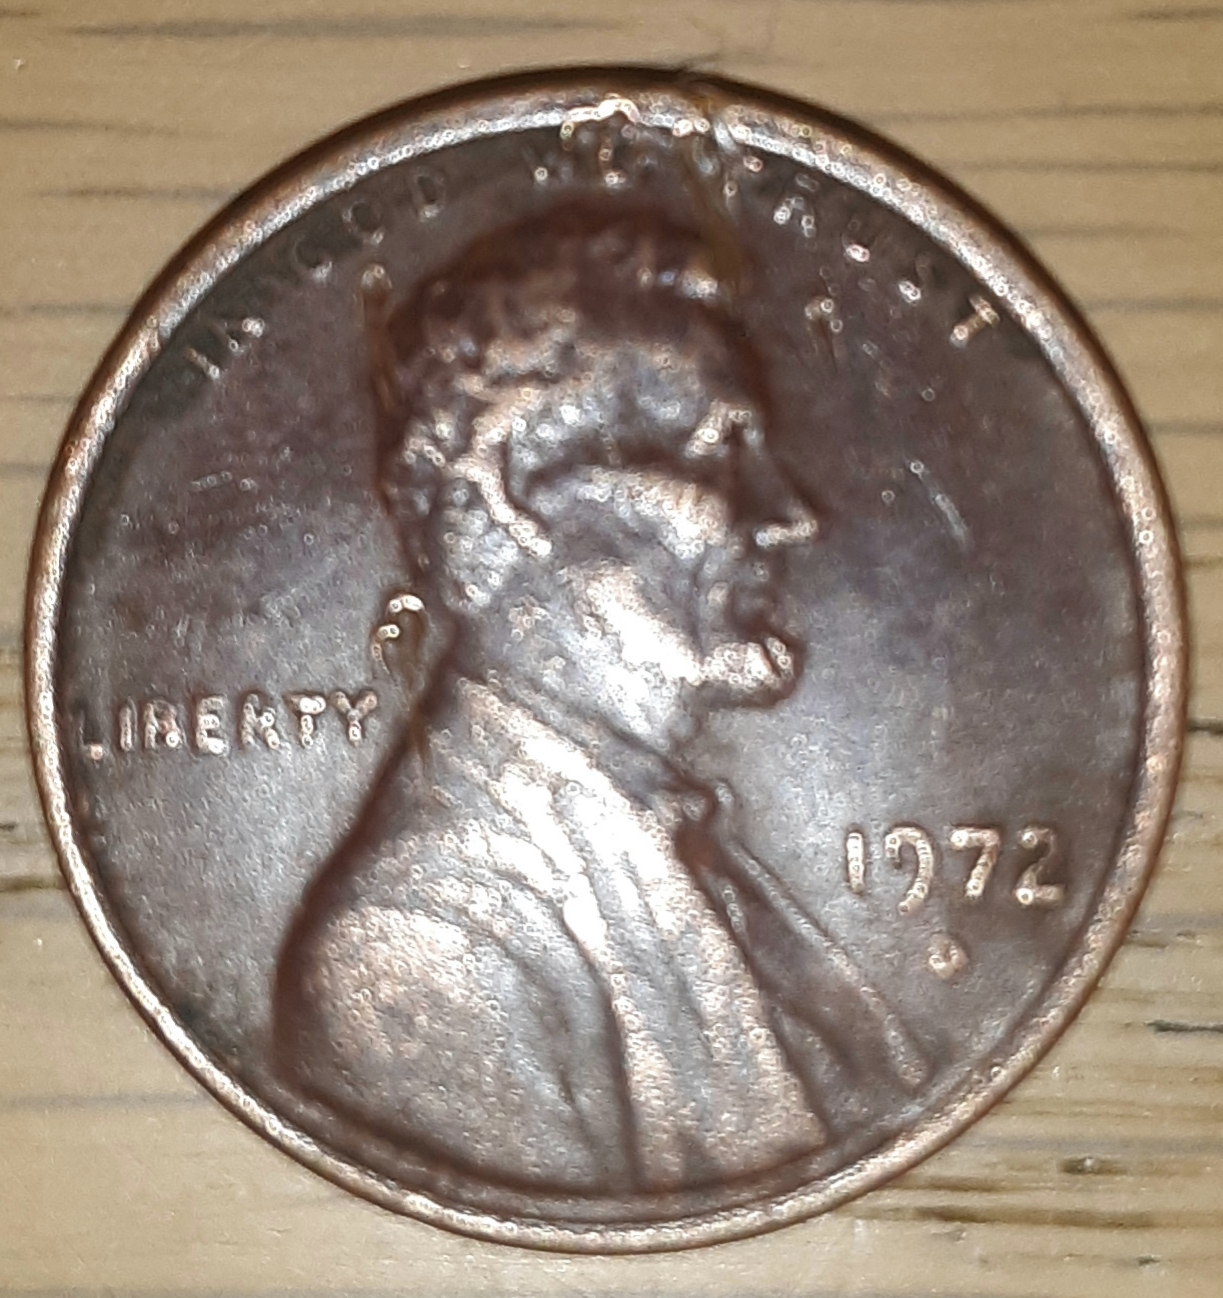 IN GOD WE TRUST
LIBERTY
1972